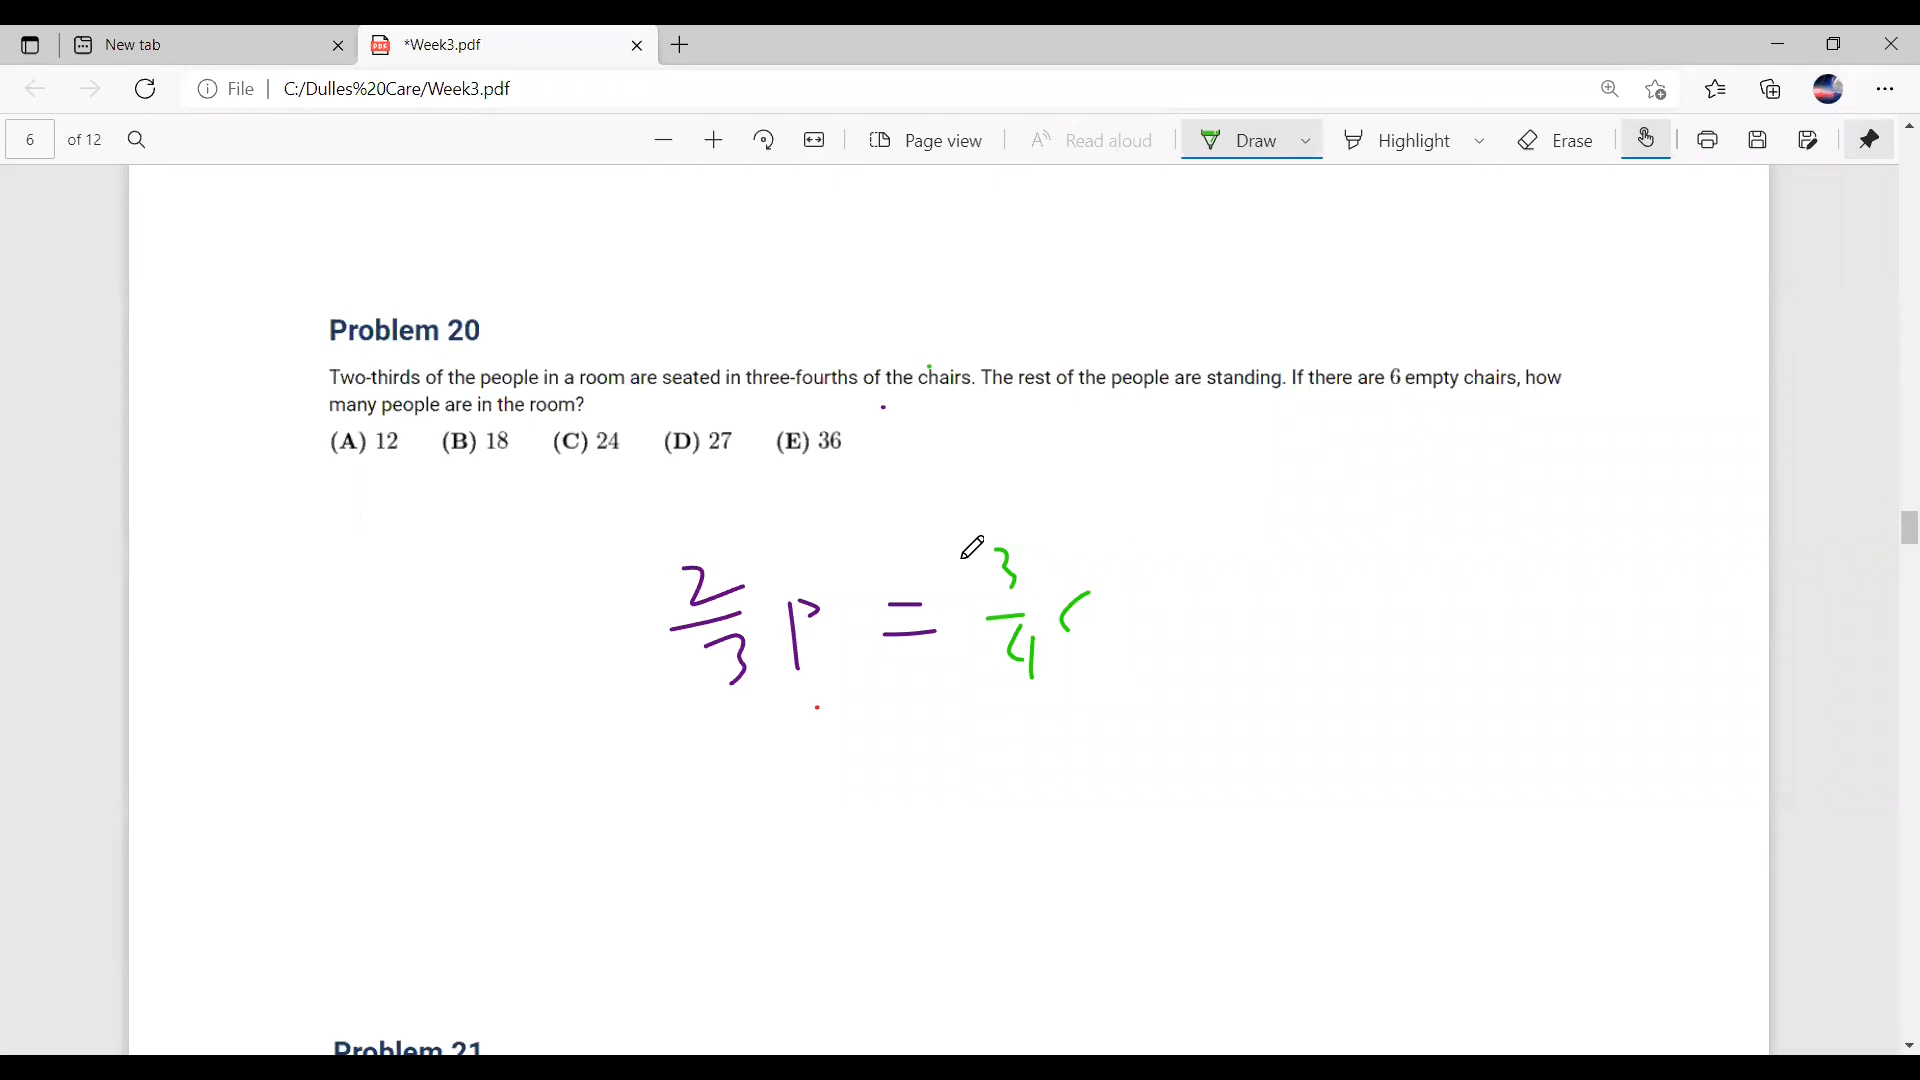 New tab
*Week3.pdf
File | C:/Dulles%20Care/Week3.pdf
6 of 12 Page view Read aloud Draw Highlight Erase
Problem 20
Two-thirds of the people in a room are seated in three-fourths of the chairs. The rest of the people are standing. If there are 6 empty chairs, how
many people are in the room?
(A) 12 (B) 18 (C) 24 (D) 27 (E) 36
2/3 p = 3/4 c
Problem 21